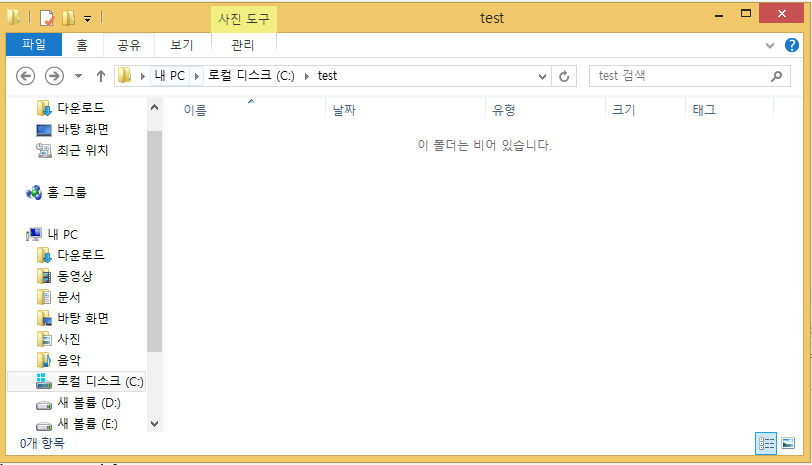 사진 도구
test
파일 홈 공유 보기 관리
내 PC 로컬 디스크 (C:) test
test 검색
다운로드
바탕 화면
최근 위치
홈 그룹
내 PC
다운로드
동영상
문서
바탕 화면
사진
음악
로컬 디스크 (C:)
새 볼륨 (D:)
새 볼륨 (E:)
이름 날짜 유형 크기 태그
이 폴더는 비어 있습니다.
0개 항목